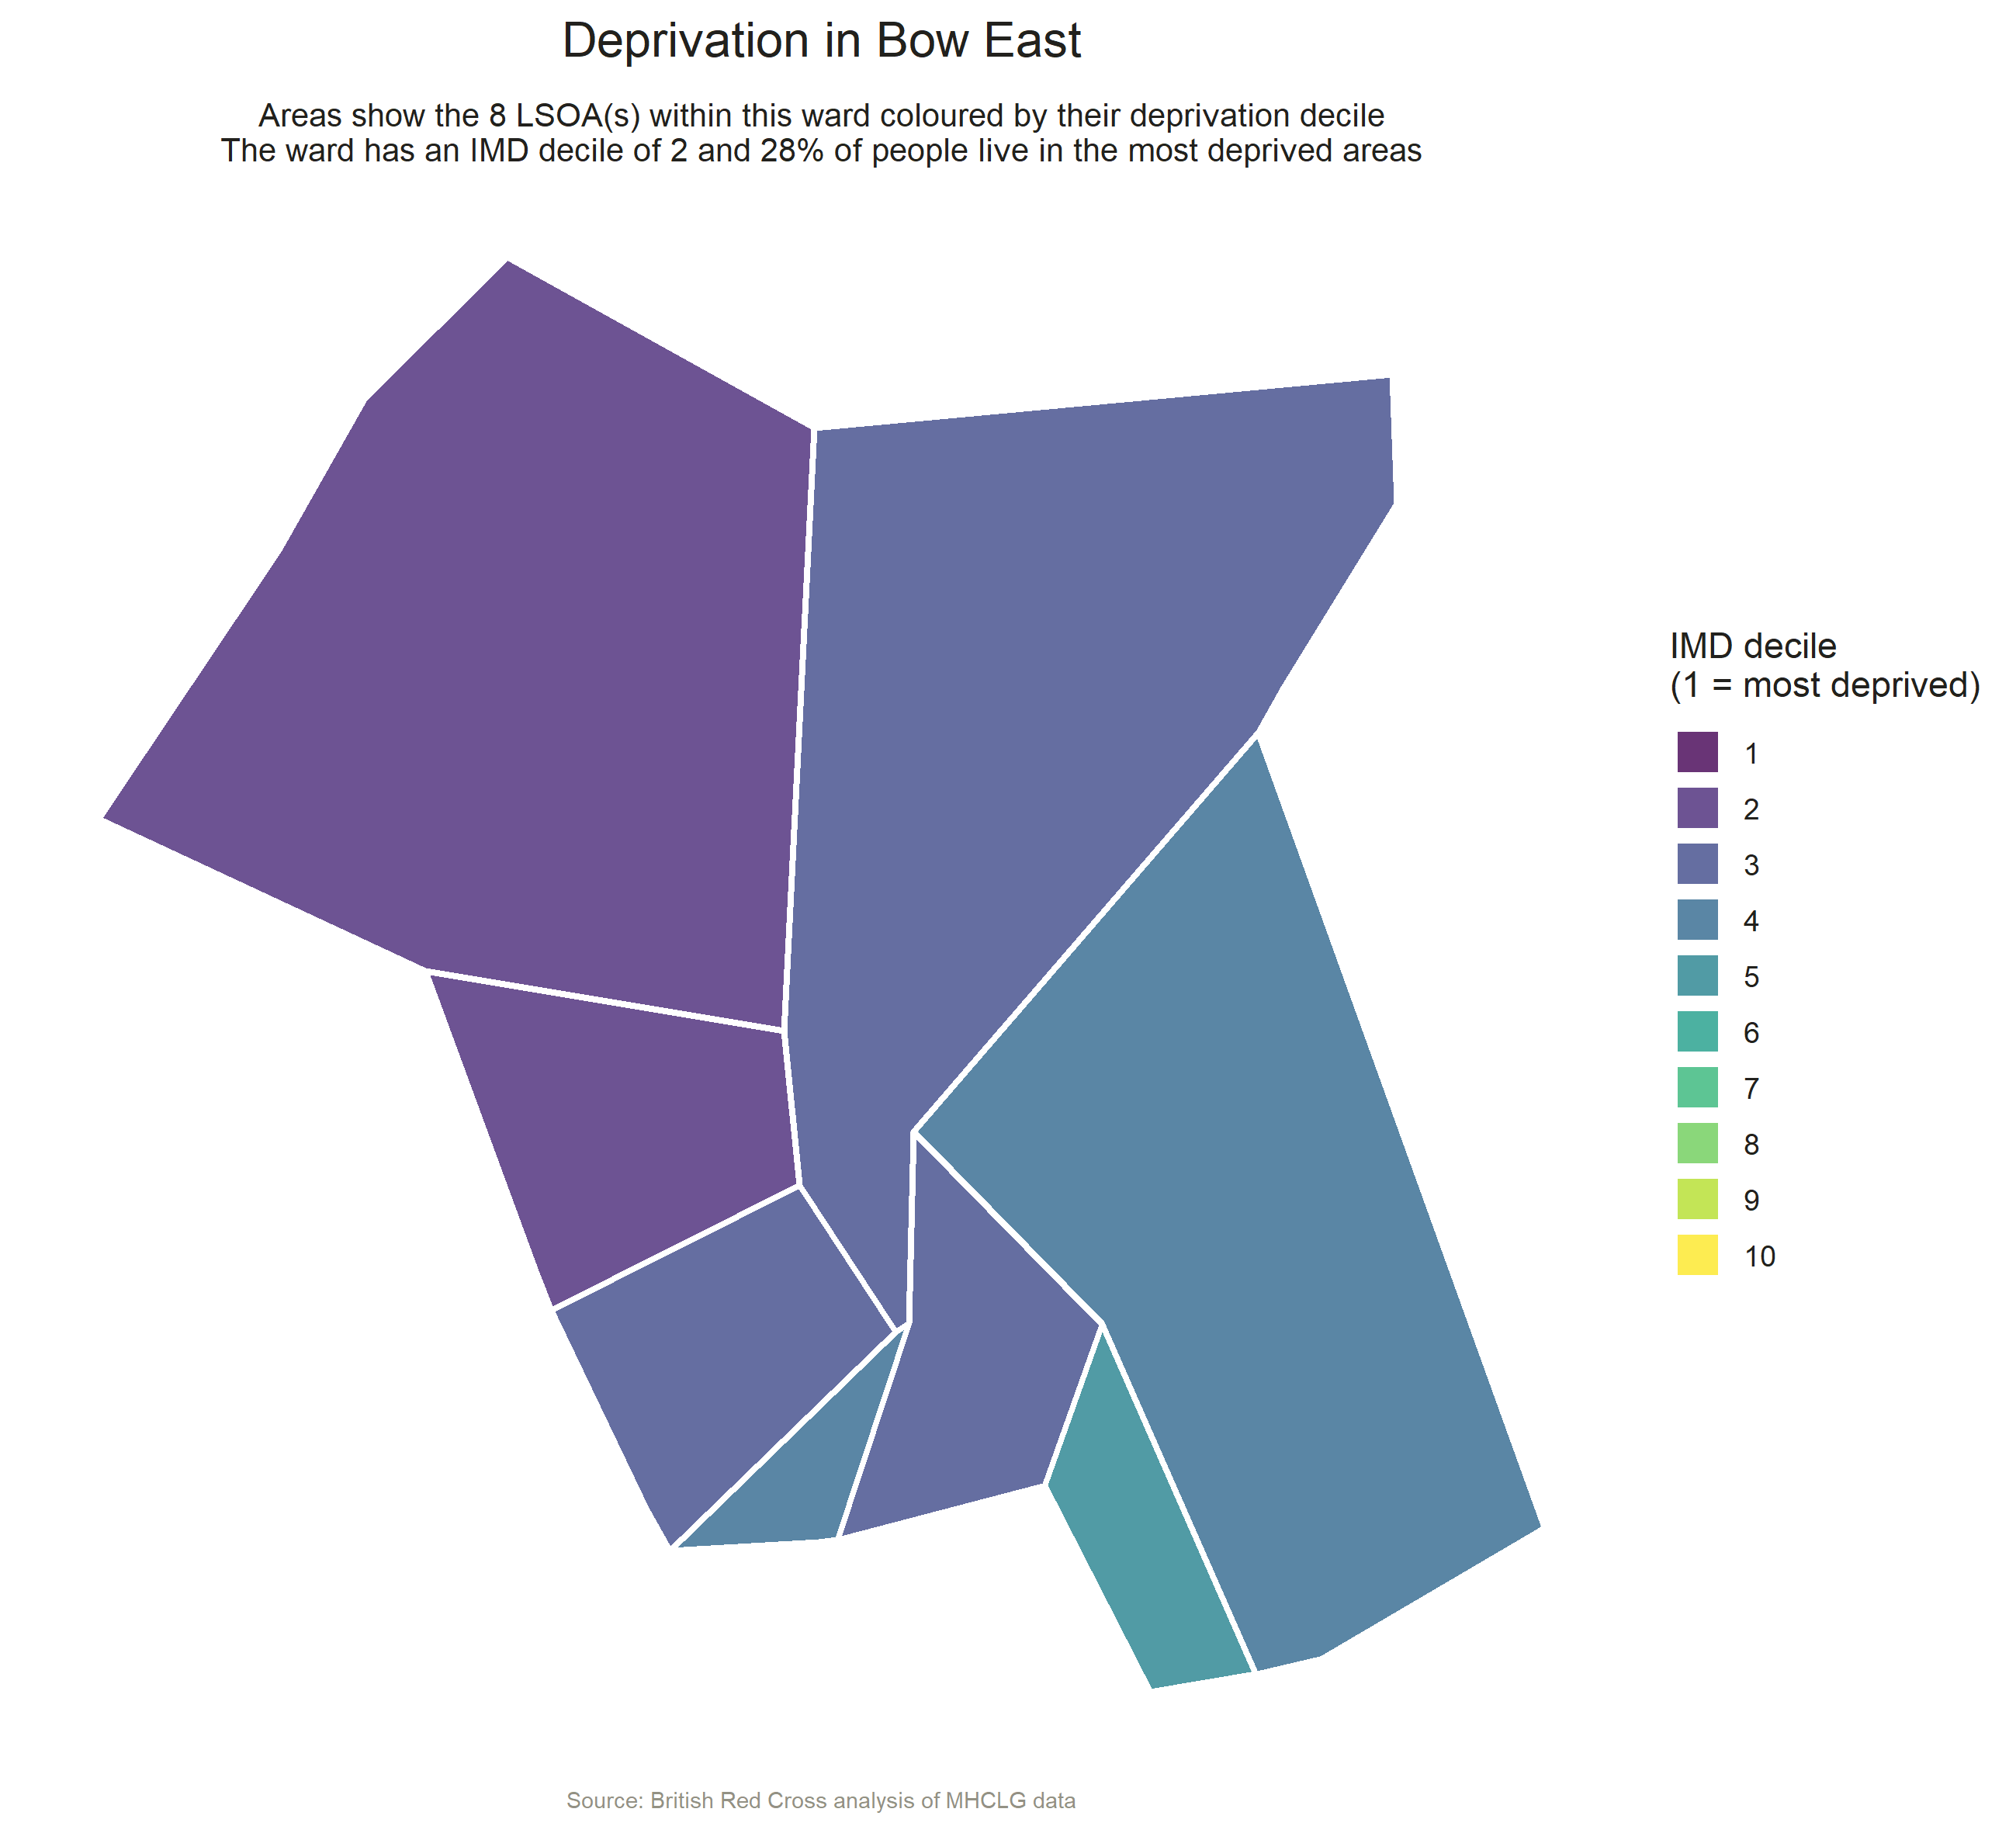 Deprivation in Bow East
Areas show the 8 LSOA(s) within this ward coloured by their deprivation decile
The ward has an IMD decile of 2 and 28% of people live in the most deprived areas
IMD decile
(1 = most deprived)
1
2
3
4
5
6
7
8
9
10
Source: British Red Cross analysis of MHCLG data